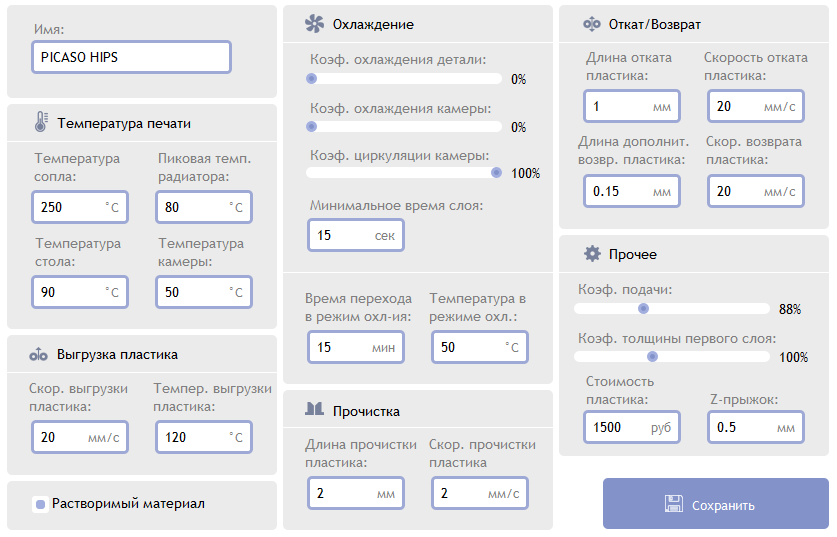 Имя:
PICASO HIPS
Температура печати
Температура сопла:
250 °C
Пиковая темп. радиатора:
80 °C
Температура стола:
90 °C
Температура камеры:
50 °C
Выгрузка пластика
Скор. выгрузки пластика:
20 мм/с
Темпер. выгрузки пластика:
120 °C
Растворимый материал
Охлаждение
Коэф. охлаждения детали:
0%
Коэф. охлаждения камеры:
0%
Коэф. циркуляции камеры:
100%
Минимальное время слоя:
15 сек
Время перехода в режим охл-ия:
15 мин
Температура в режиме охл.:
50 °C
Прочистка
Длина прочистки пластика:
2 мм
Скор. прочистки пластика
2 мм/с
Откат/Возврат
Длина отката пластика:
1 мм
Скорость отката пластика:
20 мм/с
Длина дополнит. возвр. пластика:
0.15 мм
Скор. возврата пластика:
20 мм/с
Прочее
Коэф. подачи:
88%
Коэф. толщины первого слоя:
100%
Стоимость пластика:
1500 руб
Z-прыжок:
0.5 мм
Сохранить